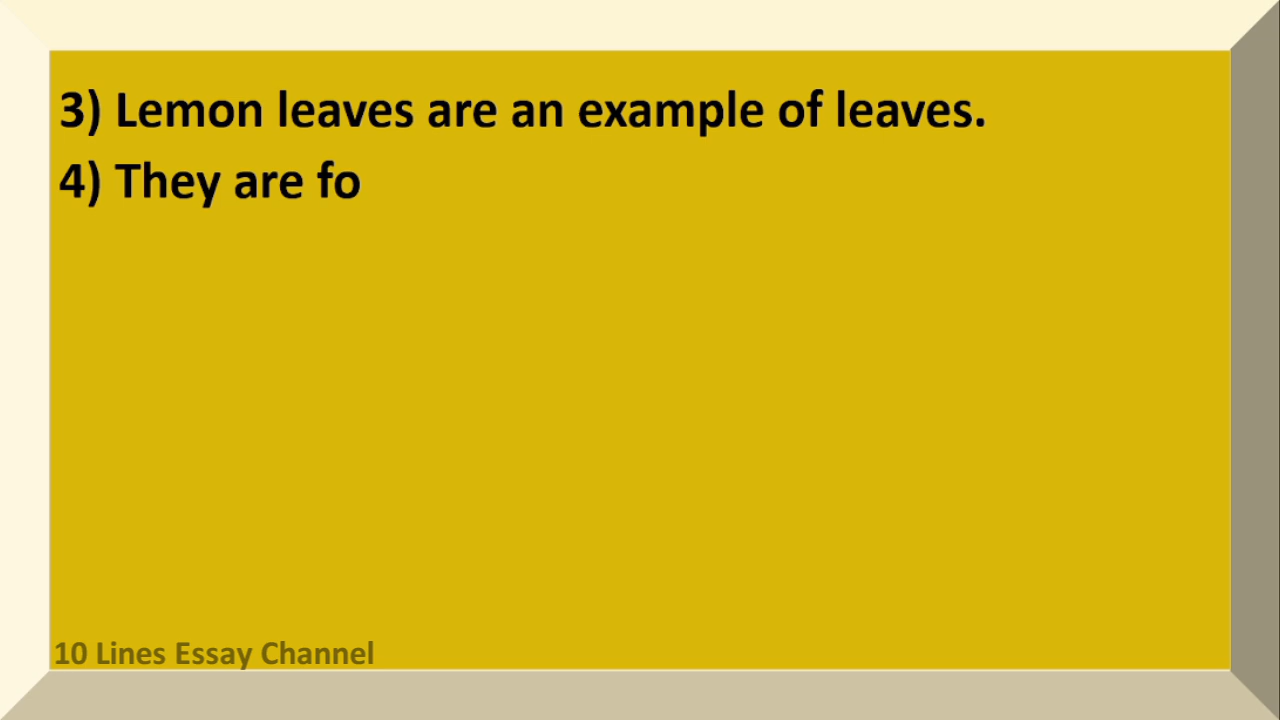 3) Lemon leaves are an example of leaves.
4) They are fo
10 Lines Essay Channel